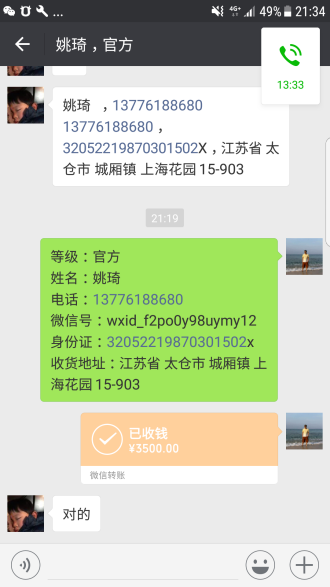 4G+ 49% 21:34
姚琦，官方
13:33
姚琦 ，13776188680
13776188680 ，
32052219870301502X，江苏省 太
仓市 城厢镇 上海花园 15-903
21:19
等级：官方
姓名：姚琦
电话：13776188680
微信号：wxid_f2po0y98uymy12
身份证：32052219870301502x
收货地址：江苏省 太仓市 城厢镇 上
海花园 15-903
已收钱
¥3500.00
微信转账
对的